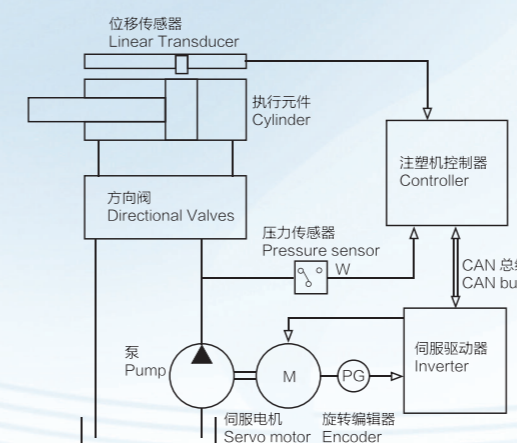 位移传感器
Linear Transducer
执行元件
Cylinder
注塑机控制器
Controller
方向阀
Directional Valves
压力传感器
Pressure sensor
W
CAN
CAN
伺服驱动器
Inverter
泵
Pump
M
PG
伺服电机
Servo motor
旋转编辑器
Encoder